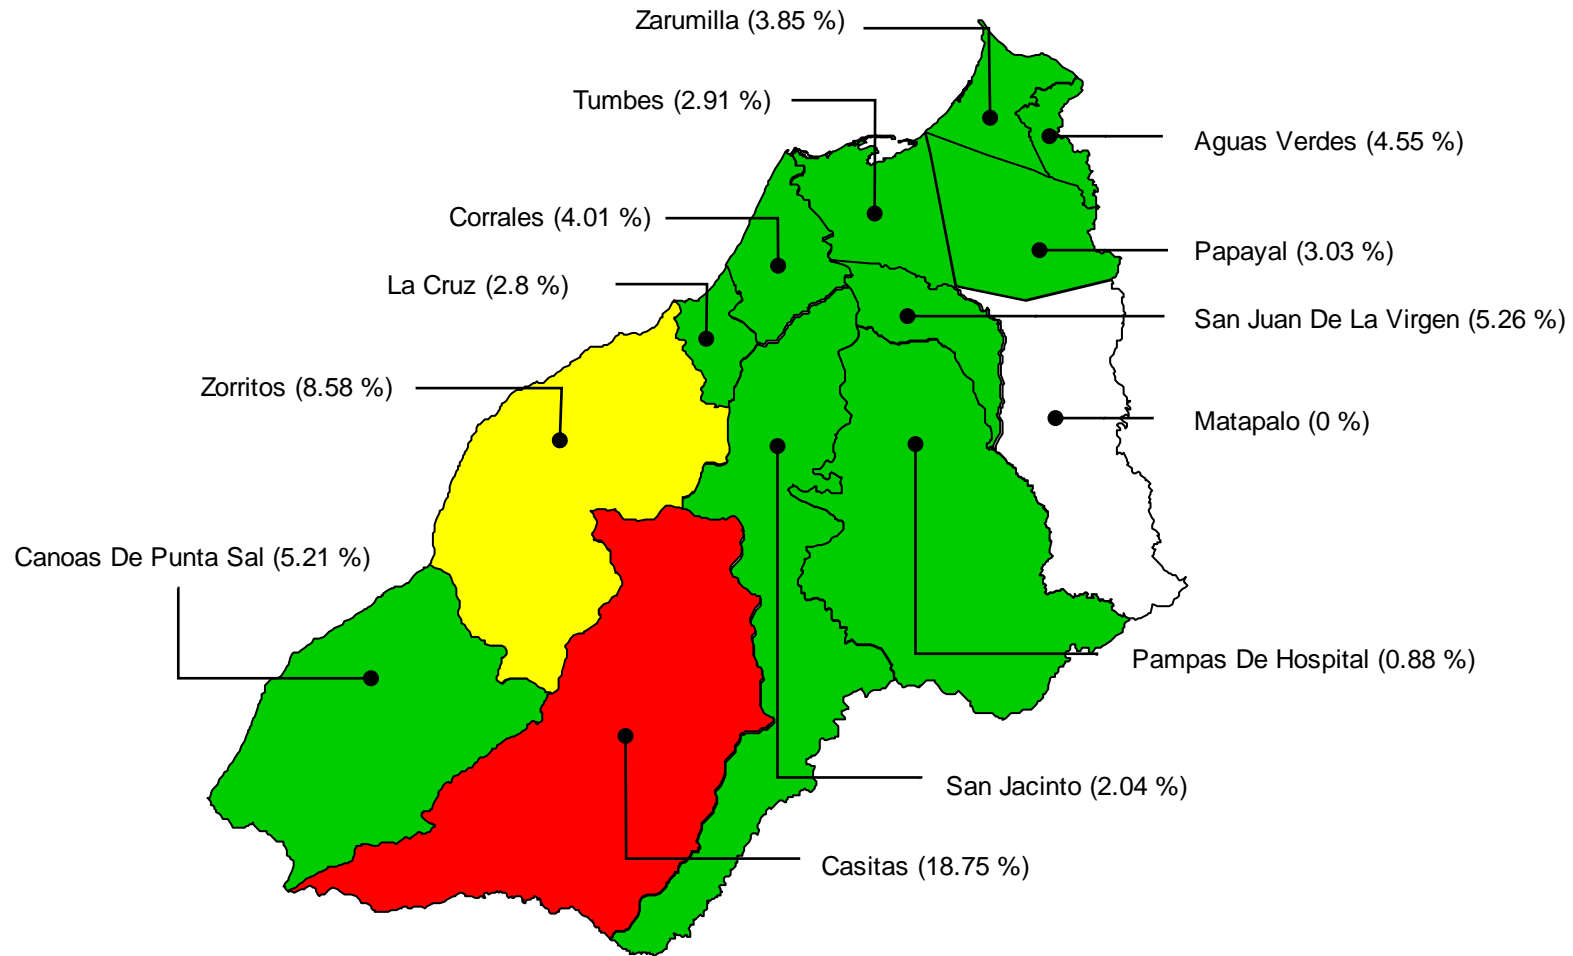 Zarumilla (3.85 %)
Tumbes (2.91 %)
Aguas Verdes (4.55 %)
Corrales (4.01 %)
Papayal (3.03 %)
La Cruz (2.8 %)
San Juan De La Virgen (5.26 %)
Zorritos (8.58 %)
Matapalo (0 %)
Canoas De Punta Sal (5.21 %)
Pampas De Hospital (0.88 %)
San Jacinto (2.04 %)
Casitas (18.75 %)